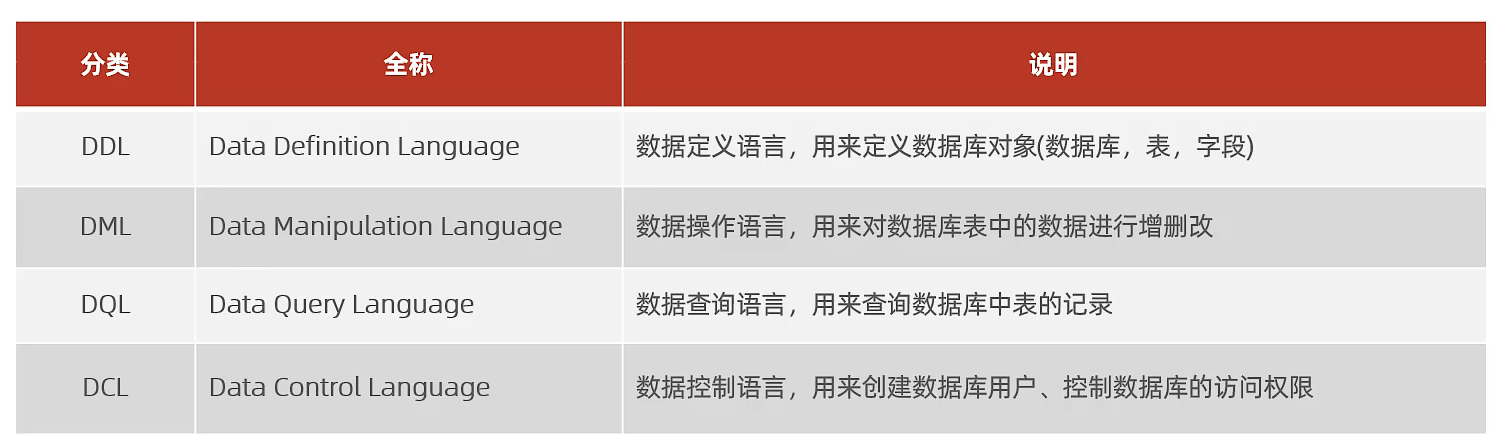 分类 全称 说明
DDL Data Definition Language 数据定义语言，用来定义数据库对象(数据库，表，字段)
DML Data Manipulation Language 数据操作语言，用来对数据库表中的数据进行增删改
DQL Data Query Language 数据查询语言，用来查询数据库中表的记录
DCL Data Control Language 数据控制语言，用来创建数据库用户、控制数据库的访问权限